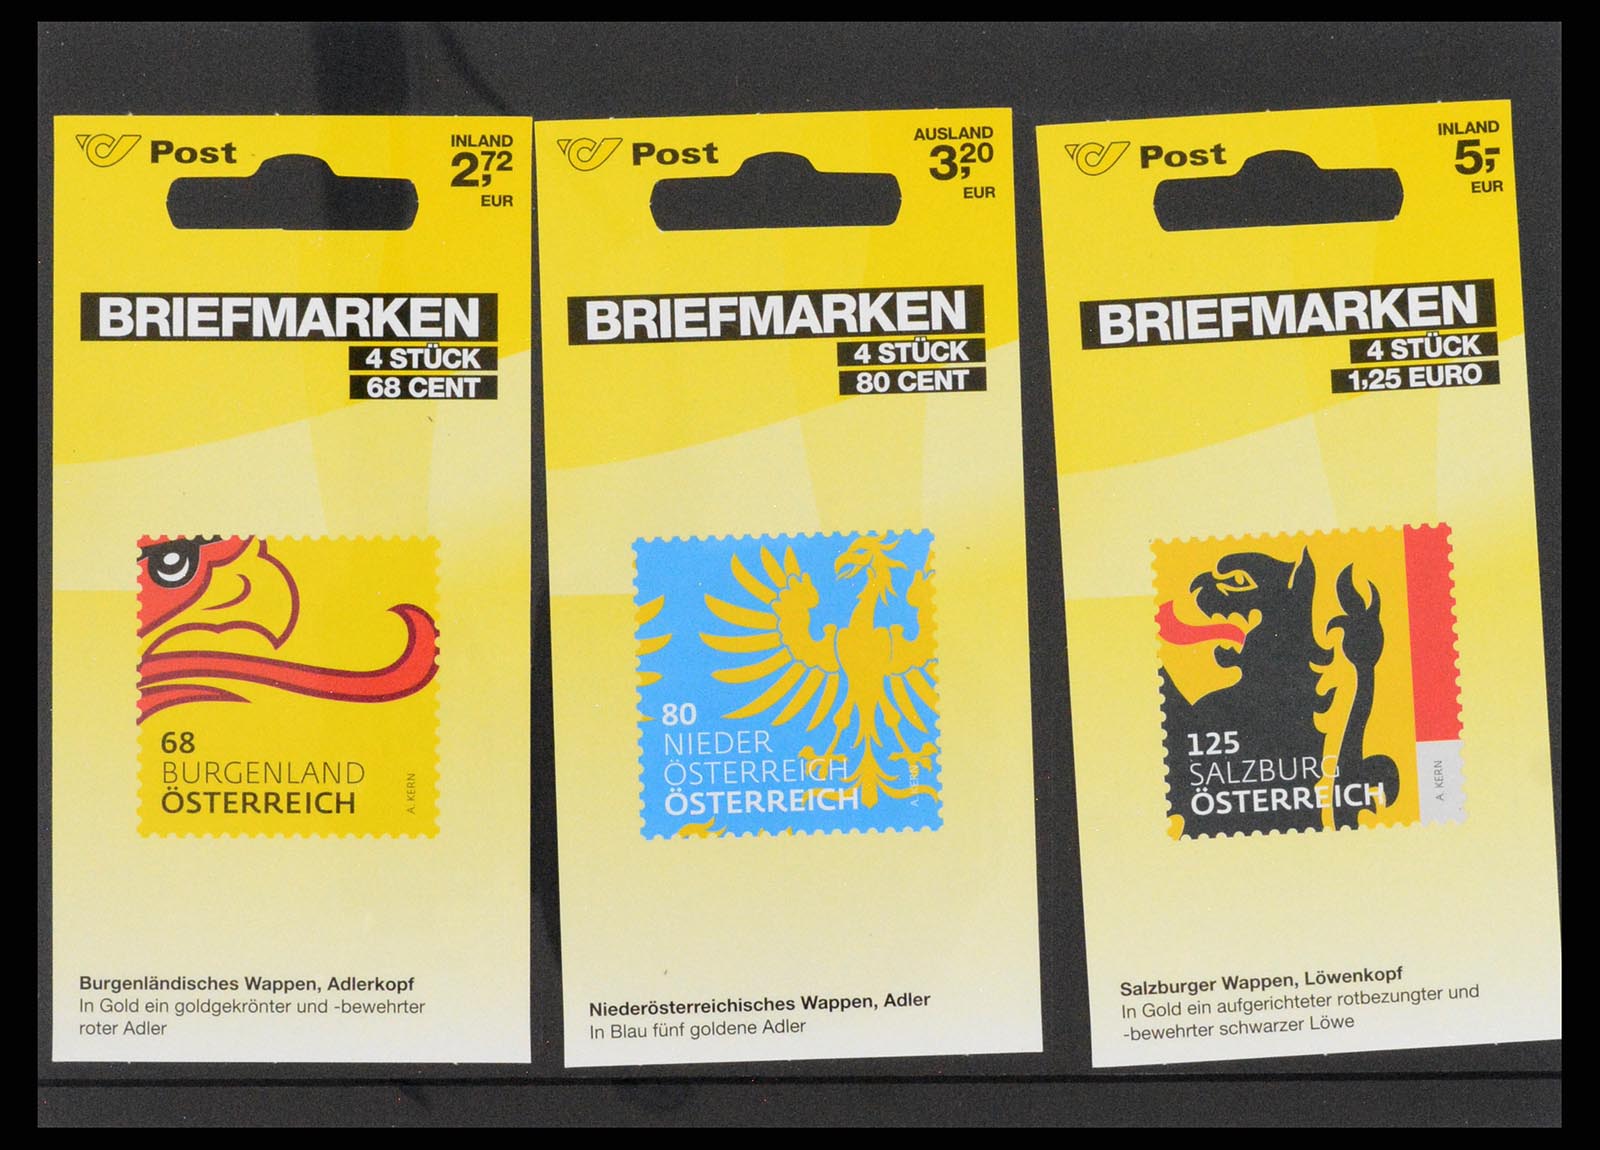 Post
INLAND
2,72
EUR
BRIEFMARKEN
4 STÜCK
68 CENT
68
BURGENLAND
ÖSTERREICH
A. KERN
Burgenländisches Wappen, Adlerkopf
In Gold ein goldgekrönter und -bewehrter
roter Adler
Post
AUSLAND
3,20
EUR
BRIEFMARKEN
4 STÜCK
80 CENT
80
NIEDER
ÖSTERREICH
ÖSTERREICH
A. KERN
Niederösterreichisches Wappen, Adler
In Blau fünf goldene Adler
Post
INLAND
5,-
EUR
BRIEFMARKEN
4 STÜCK
1,25 EURO
125
SALZBURG
ÖSTERREICH
A. KERN
Salzburger Wappen, Löwenkopf
In Gold ein aufgerichteter rotbezungter und
-bewehrter schwarzer Löwe